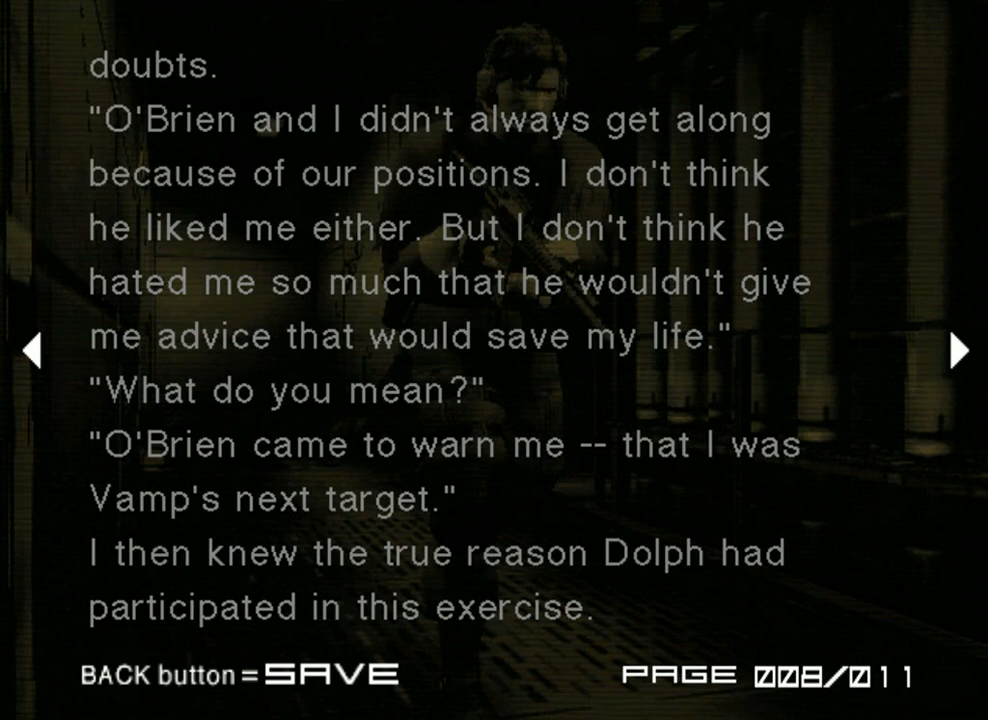 doubts.
"O'Brien and I didn't always get along
because of our positions. I don't think
he liked me either. But I don't think he
hated me so much that he wouldn't give
me advice that would save my life."
"What do you mean?"
"O'Brien came to warn me -- that I was
Vamp's next target."
I then knew the true reason Dolph had
participated in this exercise.
BACK button = SAVE
PAGE 008/011